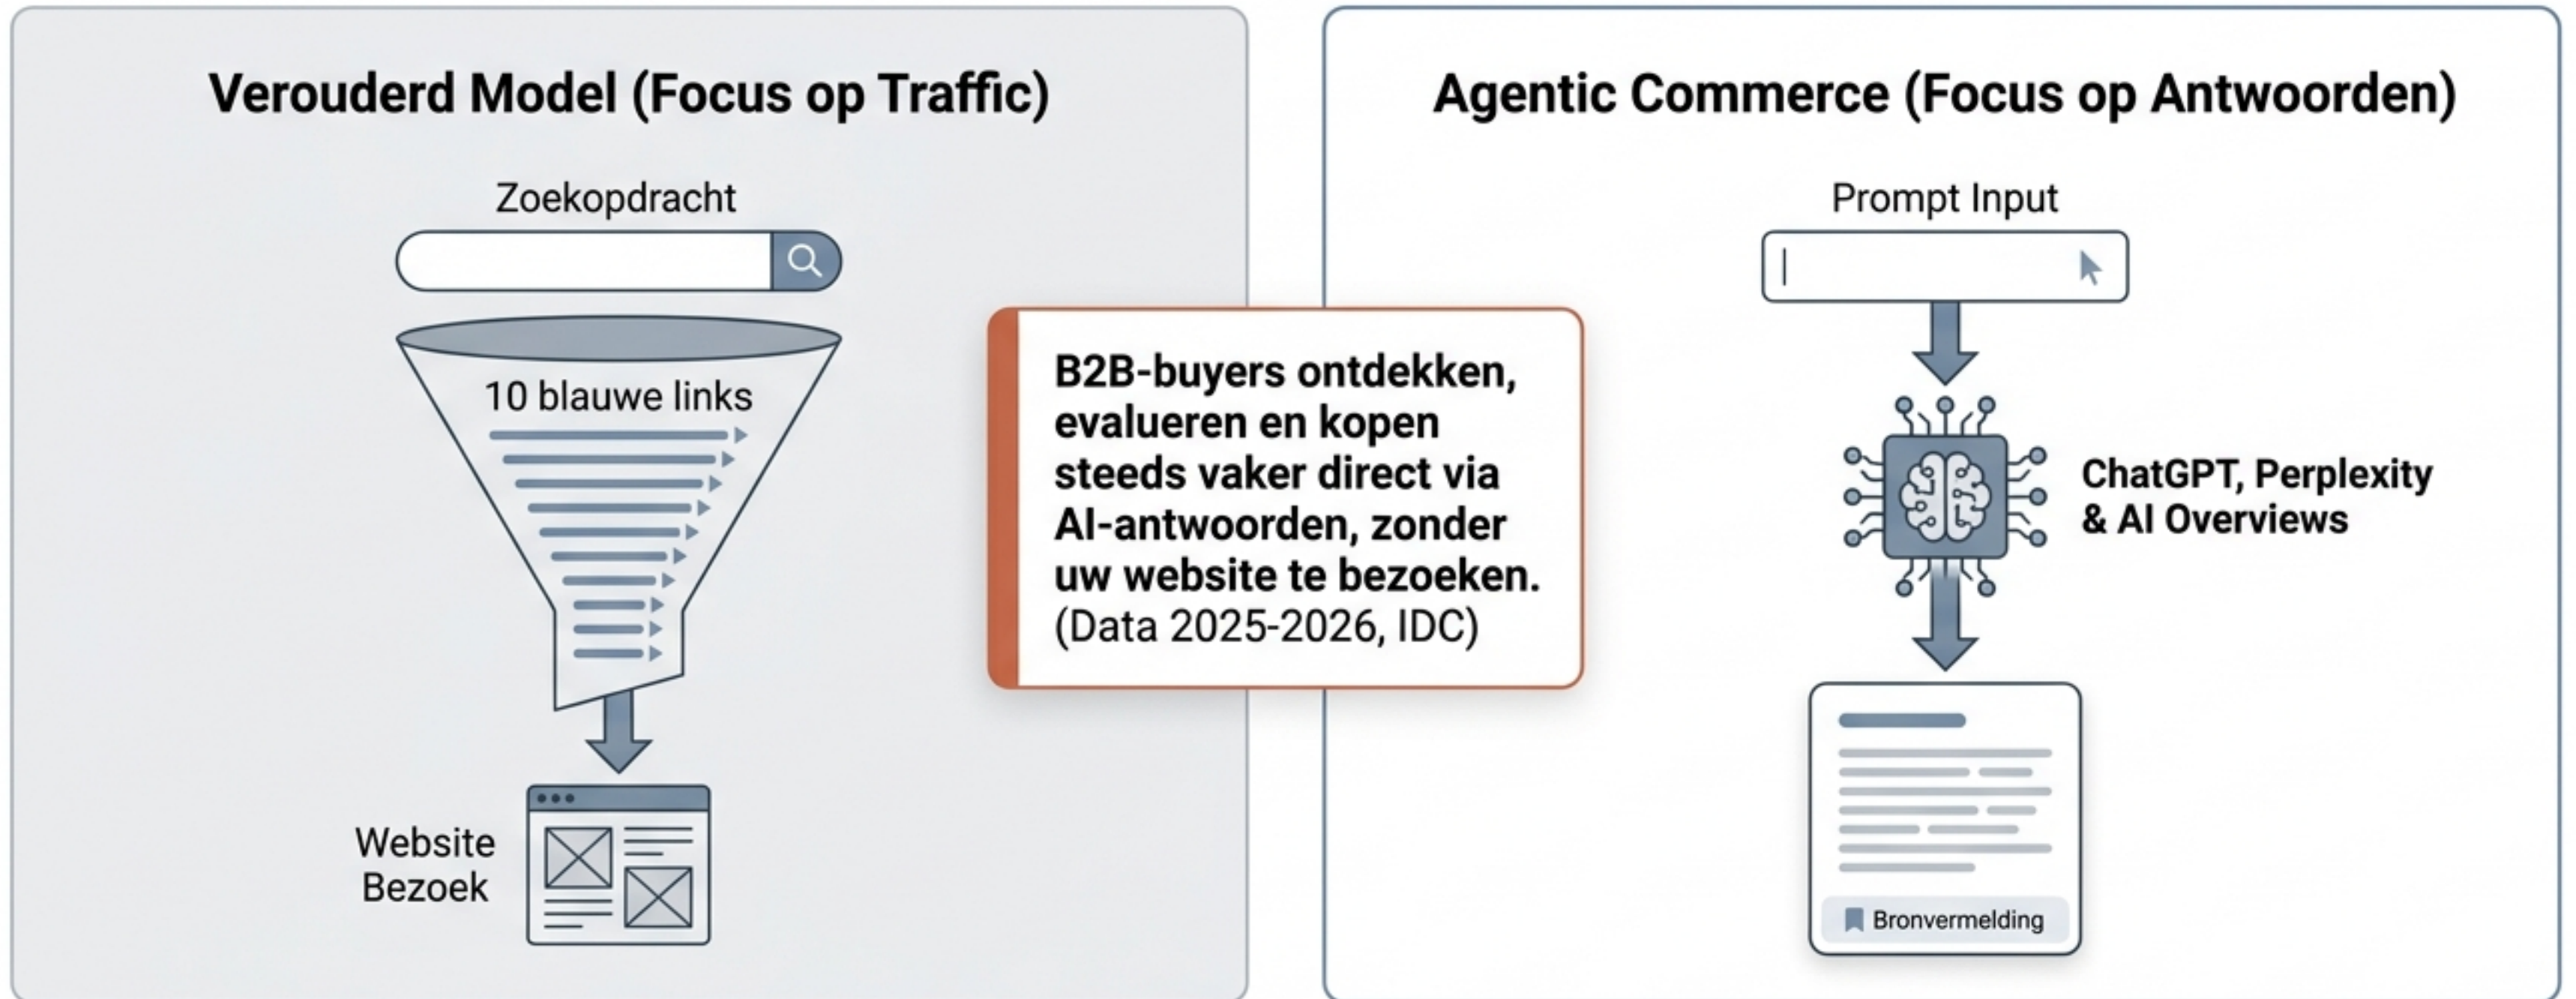 Verouderd Model (Focus op Traffic)
Zoekopdracht
10 blauwe links
Website
Bezoek
B2B-buyers ontdekken,
evalueren en kopen
steeds vaker direct via
AI-antwoorden, zonder
uw website te bezoeken.
(Data 2025-2026, IDC)
Agentic Commerce (Focus op Antwoorden)
Prompt Input
ChatGPT, Perplexity
& AI Overviews
Bronvermelding